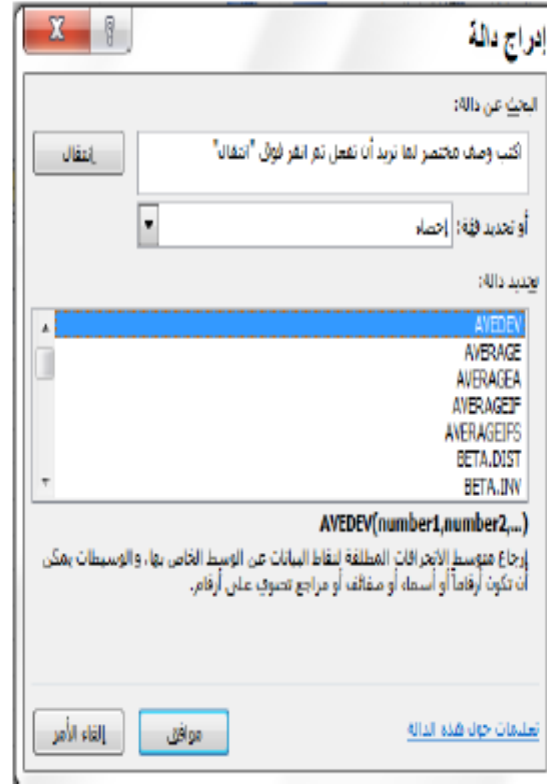 إدراج دالة
البحث عن دالة:
اكتب وصف مختصر لما تريد أن تفعل ثم انقر فوق "انتقال"
إنتقال
أو تحديد فئة: إحصاء
تحديد دالة:
AVEDEV
AVERAGE
AVERAGEA
AVERAGEIF
AVERAGEIFS
BETA.DIST
BETA.INV
AVEDEV(number1,number2,...)
إرجاع متوسط الانحرافات المطلقة لنقاط البيانات عن الوسط الخاص بها. والوسيطات يمكن
أن تكون أرقاماً أو أسماء أو صفائف أو مراجع تحتوي على أرقام.
تعليمات حول هذه الدالة
موافق
إلغاء الأمر